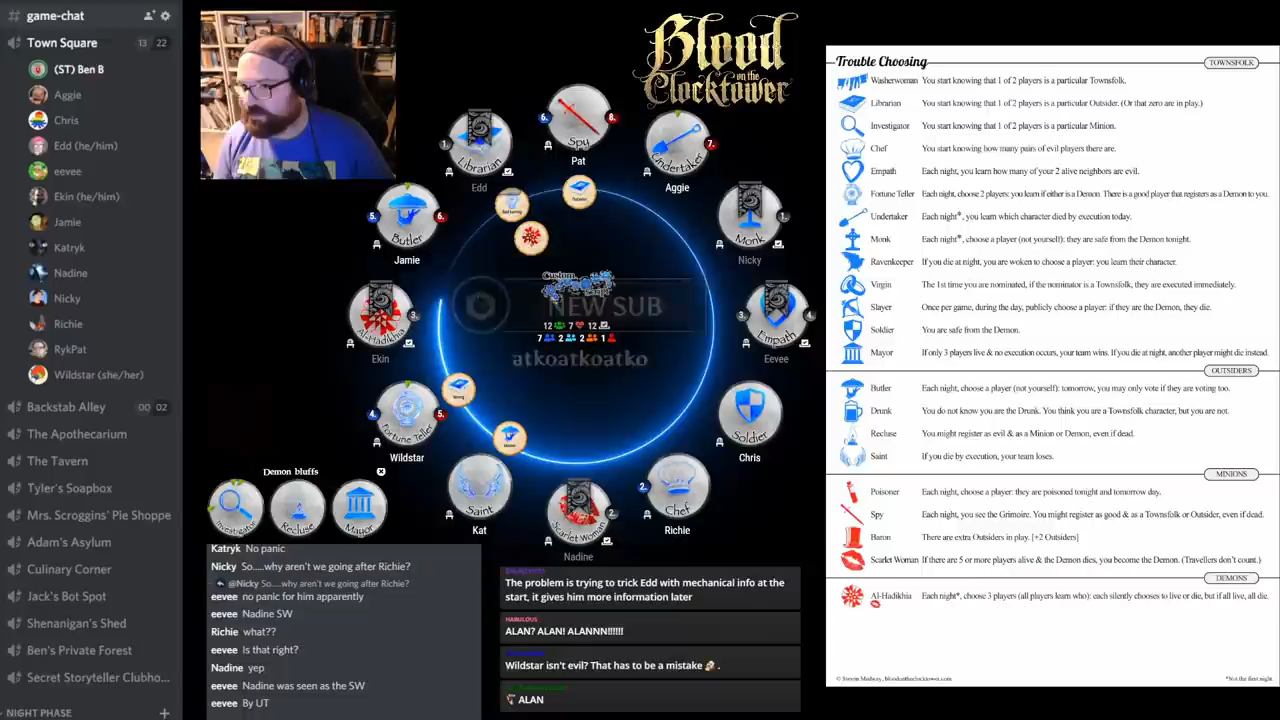 # game-chat
Town Square 13 22
(ST) Ben B
Aggie
Chris
Edd (he/him)
eevee
Ekin (he/him)
Jamie
Katryk
Nadine
Nicky
Richie
RykPat
Wildstar (she/her)
Backstab Alley 00 02
The Apothecarium
The Tavern
Tyler's Soapbox
Mrs. Scroggins' Pie Shoppe
Adam's Asylum
Culinary Corner
Jack's Bot Spot
Shenanigan's Shed
Ben's Private Forest
Secret Storyteller Clubho...
NIGHT PHASE
Blood
on the
Clocktower
Librarian
Edd
Spy
Pat
Undertaker
Aggie
Monk
Nicky
Empath
Eevee
Soldier
Chris
Chef
Richie
Scarlet Woman
Nadine
Saint
Kat
Fortune Teller
Wildstar
Al-Hadikhia
Ekin
Butler
Jamie
Custom
NEW SUB
12 7 12
7 2 2 1
atkoatkoatko
Demon bluffs
Investigator
Recluse
Mayor
Katryk No panic
Nicky So.....why aren't we going after Richie?
@Nicky So...why aren't we going after Richie?
eevee no panic for him apparently
eevee Nadine SW
Richie what??
eevee Is that right?
Nadine yep
eevee Nadine was seen as the SW
eevee By UT
The problem is trying to trick Edd with mechanical info at the
start, it gives him more information later
HABULOUS
ALAN? ALAN! ALANNN!!!!!!
Wildstar isn't evil? That has to be a mistake .
ALAN
Trouble Choosing
TOWNSFOLK
Washerwoman You start knowing that 1 of 2 players is a particular Townsfolk.
Librarian You start knowing that 1 of 2 players is a particular Outsider. (Or that zero are in play.)
Investigator You start knowing that 1 of 2 players is a particular Minion.
Chef You start knowing how many pairs of evil players there are.
Empath Each night, you learn how many of your 2 alive neighbors are evil.
Fortune Teller Each night, choose 2 players: you learn if either is a Demon. There is a good player that registers as a Demon to you.
Undertaker Each night*, you learn which character died by execution today.
Monk Each night*, choose a player (not yourself): they are safe from the Demon tonight.
Ravenkeeper If you die at night, you are woken to choose a player: you learn their character.
Virgin The 1st time you are nominated, if the nominator is a Townsfolk, they are executed immediately.
Slayer Once per game, during the day, publicly choose a player: if they are the Demon, they die.
Soldier You are safe from the Demon.
Mayor If only 3 players live & no execution occurs, your team wins. If you die at night, another player might die instead.
OUTSIDERS
Butler Each night, choose a player (not yourself): tomorrow, you may only vote if they are voting too.
Drunk You do not know you are the Drunk. You think you are a Townsfolk character, but you are not.
Recluse You might register as evil & as a Minion or Demon, even if dead.
Saint If you die by execution, your team loses.
MINIONS
Poisoner Each night, choose a player: they are poisoned tonight and tomorrow day.
Spy Each night, you see the Grimoire. You might register as good & as a Townsfolk or Outsider, even if dead.
Baron There are extra Outsiders in play. [+2 Outsiders]
Scarlet Woman If there are 5 or more players alive & the Demon dies, you become the Demon. (Travellers don't count.)
DEMONS
Al-Hadikhia Each night*, choose 3 players (all players learn who): each silently chooses to live or die, but if all live, all die.
© Steven Medway, bloodontheclocktower.com
*Not the first night